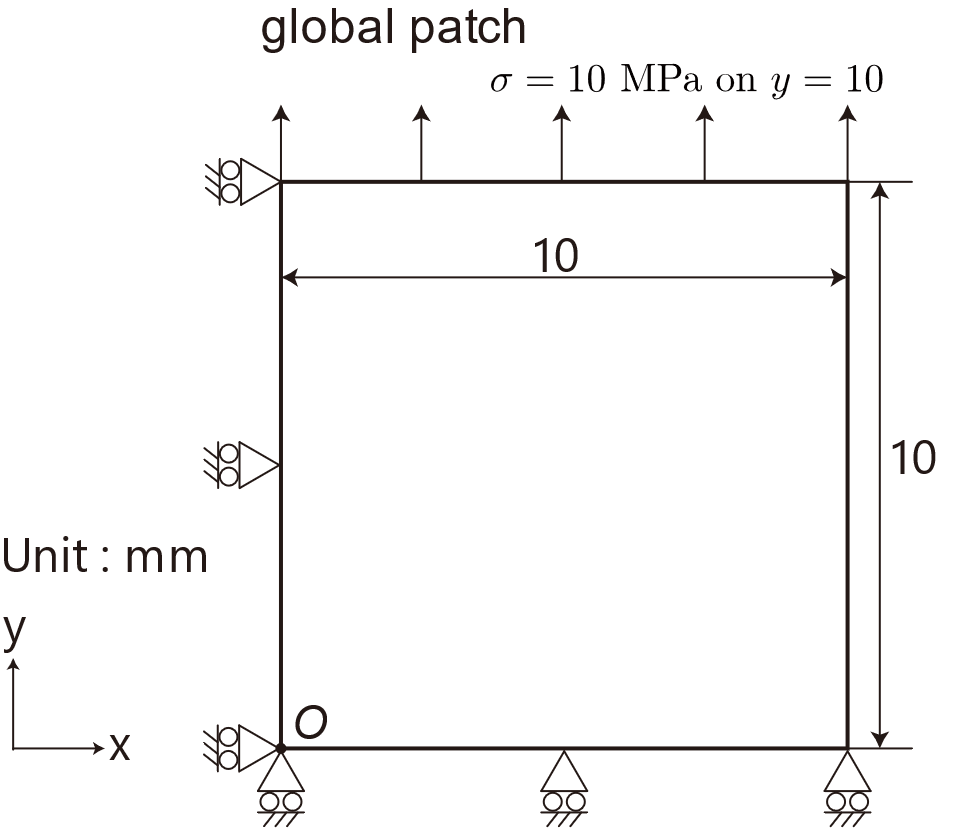 global patch
σ = 10 MPa on y = 10
10
10
Unit : mm
y
O
x